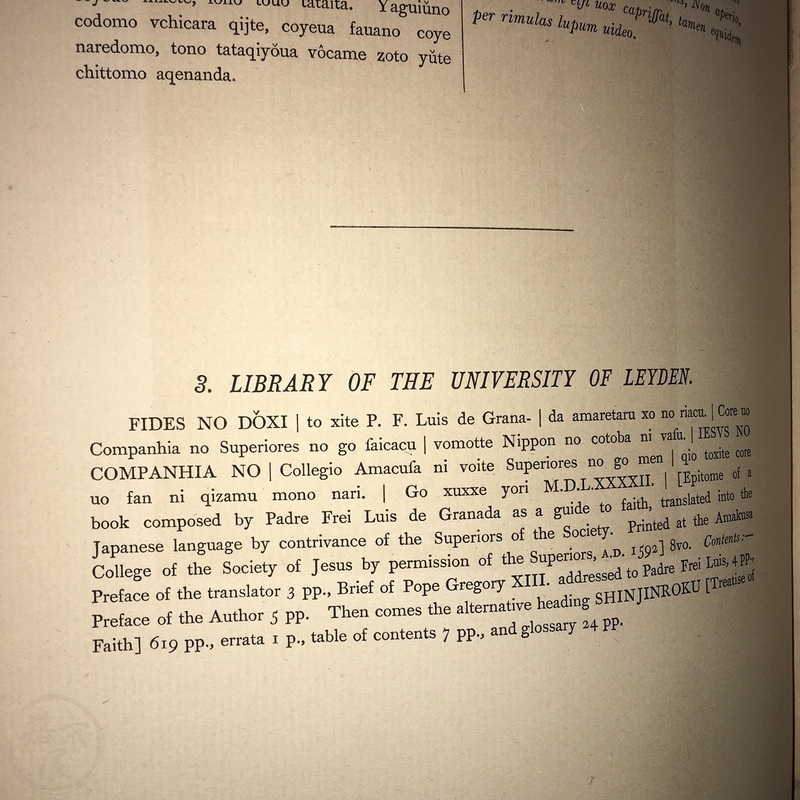 tataita. Yaguiŭno
codomo vchicara qijte, coyeua fauano coye
naredomo, tono tataqiyŏua vôcame zoto yŭte
chittomo aqenanda.
uox capriſſat, tamen equidem
per rimulas lupum uideo.
3. LIBRARY OF THE UNIVERSITY OF LEYDEN.
FIDES NO DǑXI | to xite P. F. Luis de Grana- | da amaretaru xo no riacu. | Core uo
Companhia no Superiores no go ſaicacu | vomotte Nippon no cotoba ni vaſu. | IESVS NO
COMPANHIA NO | Collegio Amacuſa ni voite Superiores no go men | qio toxite core
uo fan ni qizamu mono nari. | Go xuxxe yori M.D.L.XXXXII. | [Epitome of a
book composed by Padre Frei Luis de Granada as a guide to faith, translated into the
Japanese language by contrivance of the Superiors of the Society. Printed at the Amakusa
College of the Society of Jesus by permission of the Superiors, A.D. 1592] 8vo. Contents:—
Preface of the translator 3 pp., Brief of Pope Gregory XIII. addressed to Padre Frei Luis, 4 pp.,
Preface of the Author 5 pp. Then comes the alternative heading SHINJINROKU [Treatise of
Faith] 619 pp., errata 1 p., table of contents 7 pp., and glossary 24 pp.